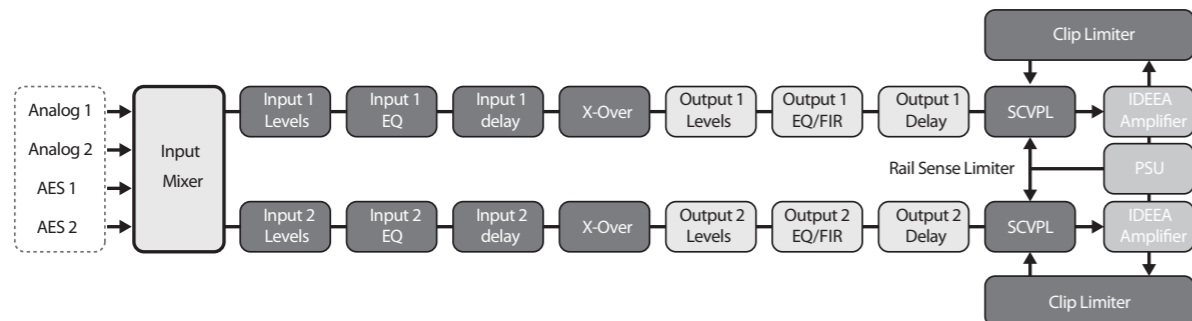 Clip Limiter
Analog 1
Analog 2
AES 1
AES 2
Input
Mixer
Input 1
Levels
Input 1
EQ
Input 1
delay
X-Over
Output 1
Levels
Output 1
EQ/FIR
Output 1
Delay
SCVPL
IDEEA
Amplifier
Rail Sense Limiter
PSU
Input 2
Levels
Input 2
EQ
Input 2
delay
X-Over
Output 2
Levels
Output 2
EQ/FIR
Output 2
Delay
SCVPL
IDEEA
Amplifier
Clip Limiter